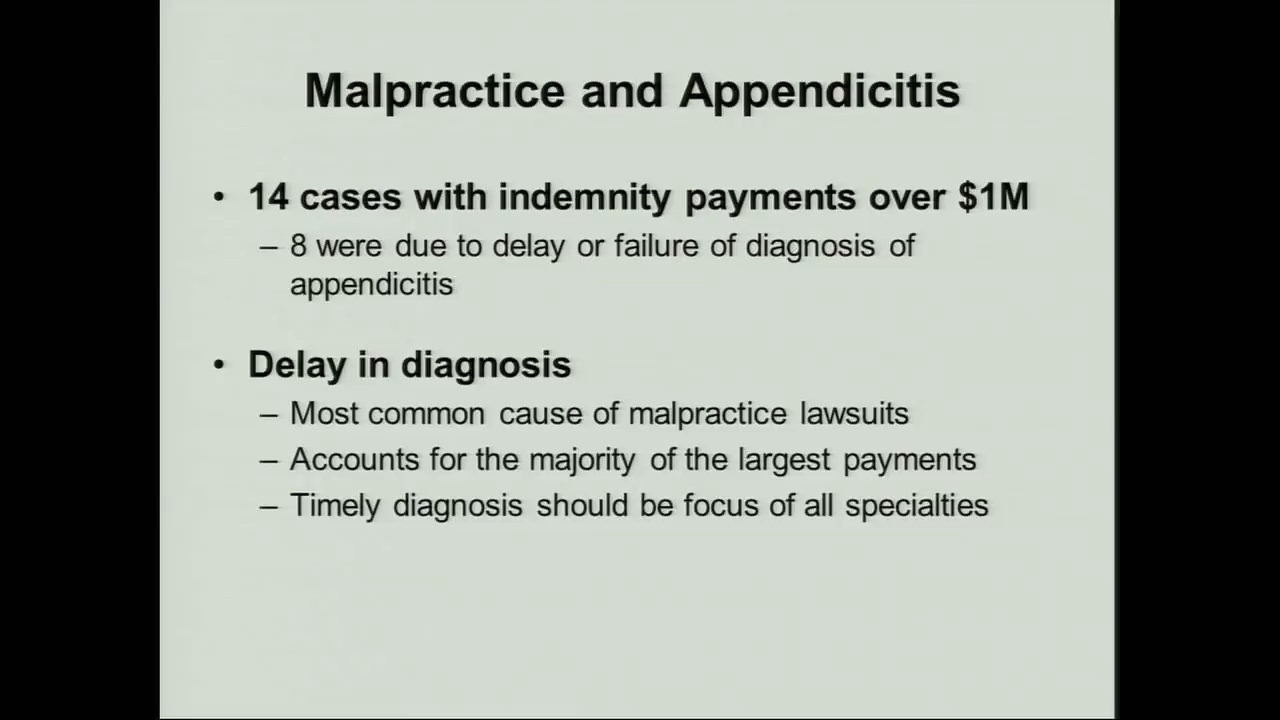 Malpractice and Appendicitis
• 14 cases with indemnity payments over $1M
– 8 were due to delay or failure of diagnosis of
appendicitis
• Delay in diagnosis
– Most common cause of malpractice lawsuits
– Accounts for the majority of the largest payments
– Timely diagnosis should be focus of all specialties